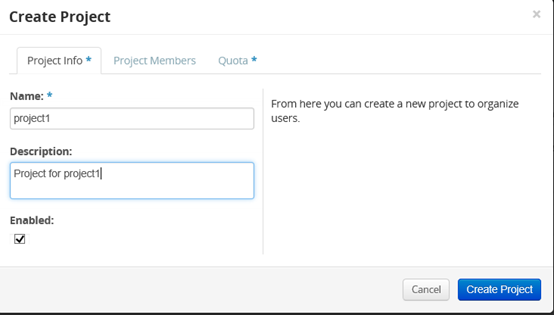 Create Project ×
Project Info * Project Members Quota *
Name: *
project1
From here you can create a new project to organize
users.
Description:
Project for project1
Enabled:
Cancel Create Project